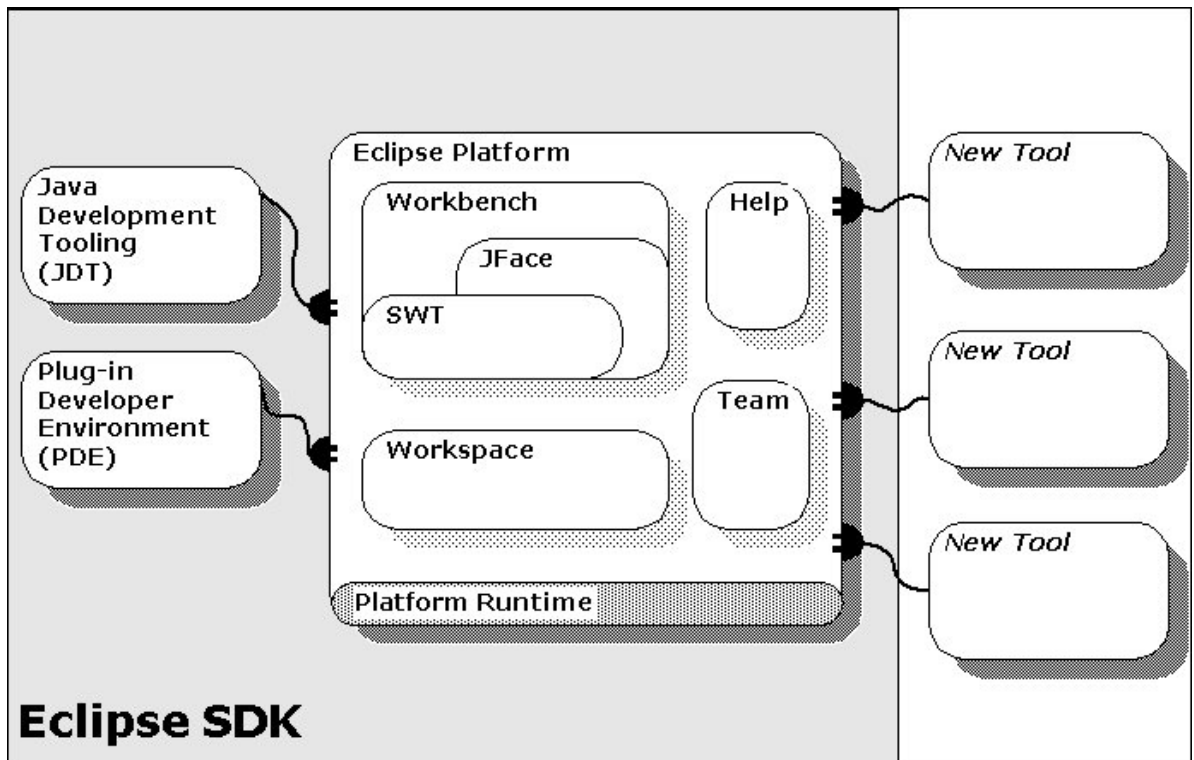 Eclipse Platform
Java
Development
Tooling
(JDT)
Plug-in
Developer
Environment
(PDE)
Workbench
JFace
SWT
Help
Team
Workspace
Platform Runtime
New Tool
New Tool
New Tool
Eclipse SDK